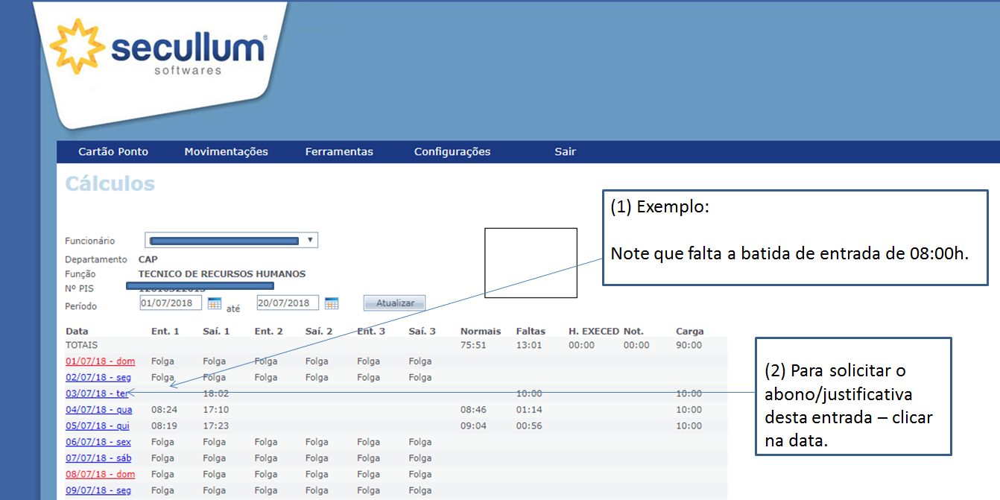 secullum®
softwares
Cartão Ponto Movimentações Ferramentas Configurações Sair
Cálculos
(1) Exemplo:
Note que falta a batida de entrada de 08:00h.
Funcionário
Departamento CAP
Função TECNICO DE RECURSOS HUMANOS
Nº PIS
Período 01/07/2018 até 20/07/2018 Atualizar
Data Ent. 1 Saí. 1 Ent. 2 Saí. 2 Ent. 3 Saí. 3 Normais Faltas H. EXECED Not. Carga
TOTAIS 75:51 13:01 00:00 00:00 90:00
01/07/18 - dom Folga Folga Folga Folga Folga Folga
02/07/18 - seg Folga Folga Folga Folga Folga Folga
03/07/18 - ter 18:02 10:00 10:00
04/07/18 - qua 08:24 17:10 08:46 01:14 10:00
05/07/18 - qui 08:19 17:23 09:04 00:56 10:00
06/07/18 - sex Folga Folga Folga Folga Folga Folga
07/07/18 - sáb Folga Folga Folga Folga Folga Folga
08/07/18 - dom Folga Folga Folga Folga Folga Folga
09/07/18 - seg Folga Folga Folga Folga Folga Folga
(2) Para solicitar o
abono/justificativa
desta entrada – clicar
na data.